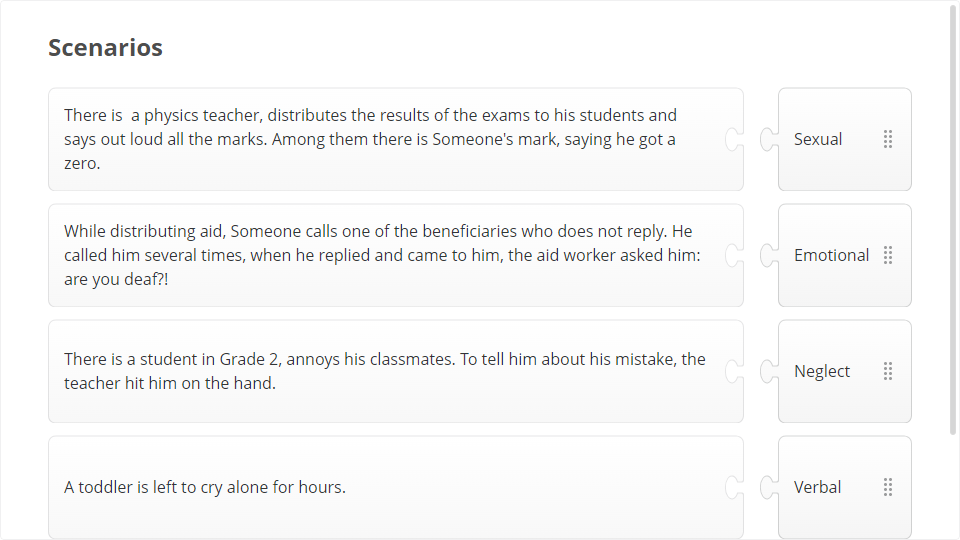 Scenarios
There is  a physics teacher, distributes the results of the exams to his students and
says out loud all the marks. Among them there is Someone's mark, saying he got a
zero.
Sexual
While distributing aid, Someone calls one of the beneficiaries who does not reply. He
called him several times, when he replied and came to him, the aid worker asked him:
are you deaf?!
Emotional
There is a student in Grade 2, annoys his classmates. To tell him about his mistake, the
teacher hit him on the hand.
Neglect
A toddler is left to cry alone for hours.
Verbal